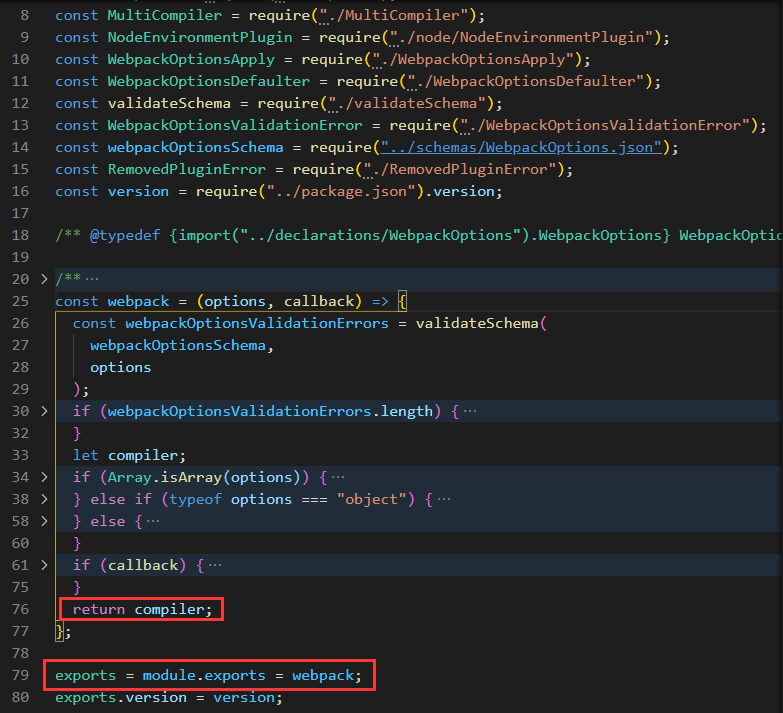 8 const MultiCompiler = require("./MultiCompiler");
9 const NodeEnvironmentPlugin = require("./node/NodeEnvironmentPlugin");
10 const WebpackOptionsApply = require("./WebpackOptionsApply");
11 const WebpackOptionsDefaulter = require("./WebpackOptionsDefaulter");
12 const validateSchema = require("./validateSchema");
13 const WebpackOptionsValidationError = require("./WebpackOptionsValidationError");
14 const webpackOptionsSchema = require("../schemas/WebpackOptions.json");
15 const RemovedPluginError = require("./RemovedPluginError");
16 const version = require("../package.json").version;
17
18 /** @typedef {import("../declarations/WebpackOptions").WebpackOptions} WebpackOptio
19
20 > /** ···
25 const webpack = (options, callback) => {
26 const webpackOptionsValidationErrors = validateSchema(
27 webpackOptionsSchema,
28 options
29 );
30 > if (webpackOptionsValidationErrors.length) { ···
32 }
33 let compiler;
34 > if (Array.isArray(options)) { ···
38 > } else if (typeof options === "object") { ···
58 > } else { ···
60 }
61 > if (callback) { ···
75 }
76 return compiler;
77 };
78
79 exports = module.exports = webpack;
80 exports.version = version;